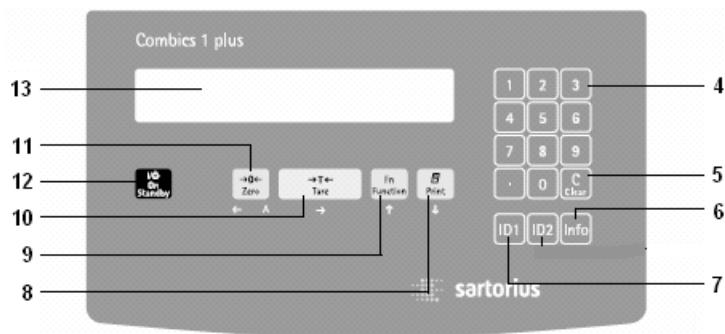 Combics 1 plus
13
1 2 3
4
4 5 6
11
7 8 9
12
I/⏻
On
Standby
→0←
Zero
→T←
Tare
Fn
Function
Print
. 0 C
Clear
5
← ∧ → ↑ ↓
6
10
ID1 ID2 Info
9
7
8
sartorius